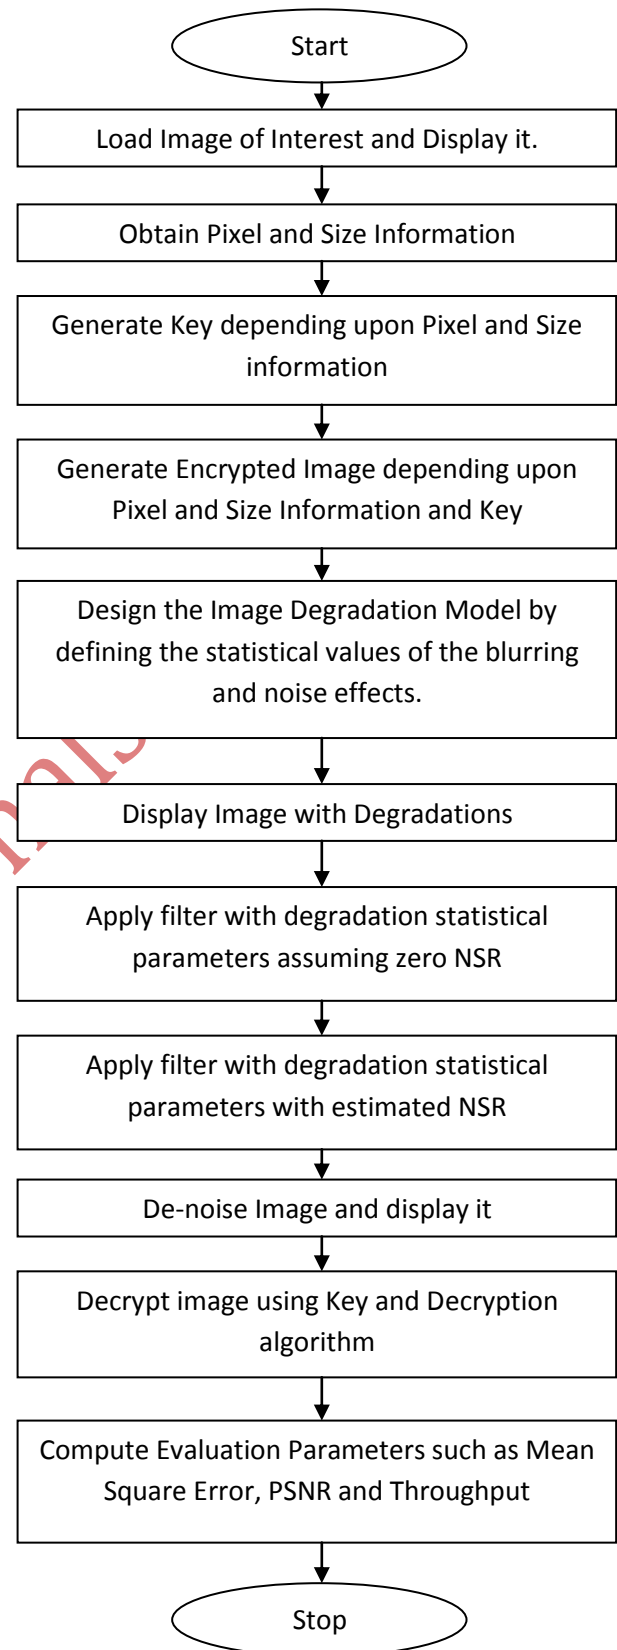 Start
Load Image of Interest and Display it.
Obtain Pixel and Size Information
Generate Key depending upon Pixel and Size
information
Generate Encrypted Image depending upon
Pixel and Size Information and Key
Design the Image Degradation Model by
defining the statistical values of the blurring
and noise effects.
Display Image with Degradations
Apply filter with degradation statistical
parameters assuming zero NSR
Apply filter with degradation statistical
parameters with estimated NSR
De-noise Image and display it
Decrypt image using Key and Decryption
algorithm
Compute Evaluation Parameters such as Mean
Square Error, PSNR and Throughput
Stop